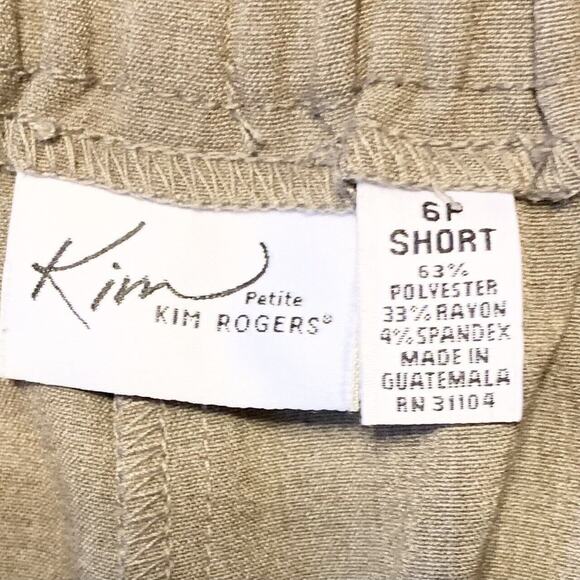 Kim
Petite
KIM ROGERS®
6P
SHORT
63%
POLYESTER
33% RAYON
4% SPANDEX
MADE IN
GUATEMALA
RN 31104